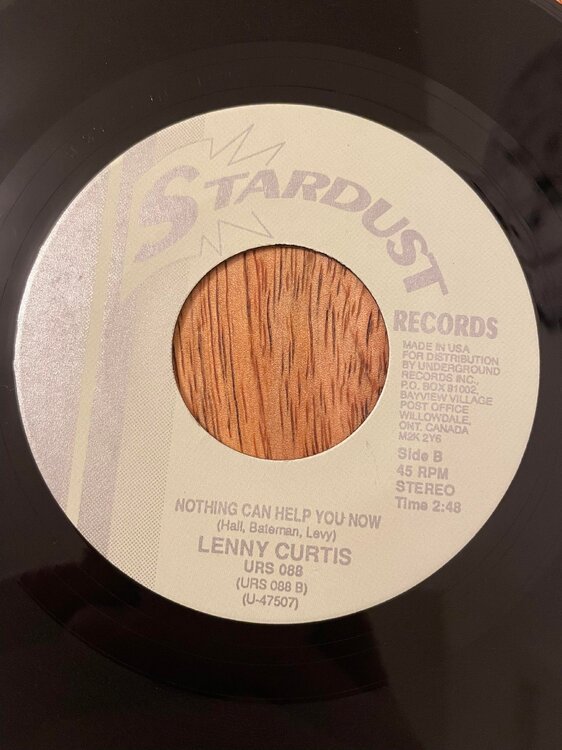 STARDUST
RECORDS
MADE IN USA
FOR DISTRIBUTION
BY UNDERGROUND
RECORDS INC.,
P.O. BOX 81002,
BAYVIEW VILLAGE
POST OFFICE
WILLOWDALE,
ONT. CANADA
M2K 2Y6
Side B
45 RPM
STEREO
Time 2:48
NOTHING CAN HELP YOU NOW
(Hall, Bateman, Levy)
LENNY CURTIS
URS 088
(URS 088 B)
(U-47507)